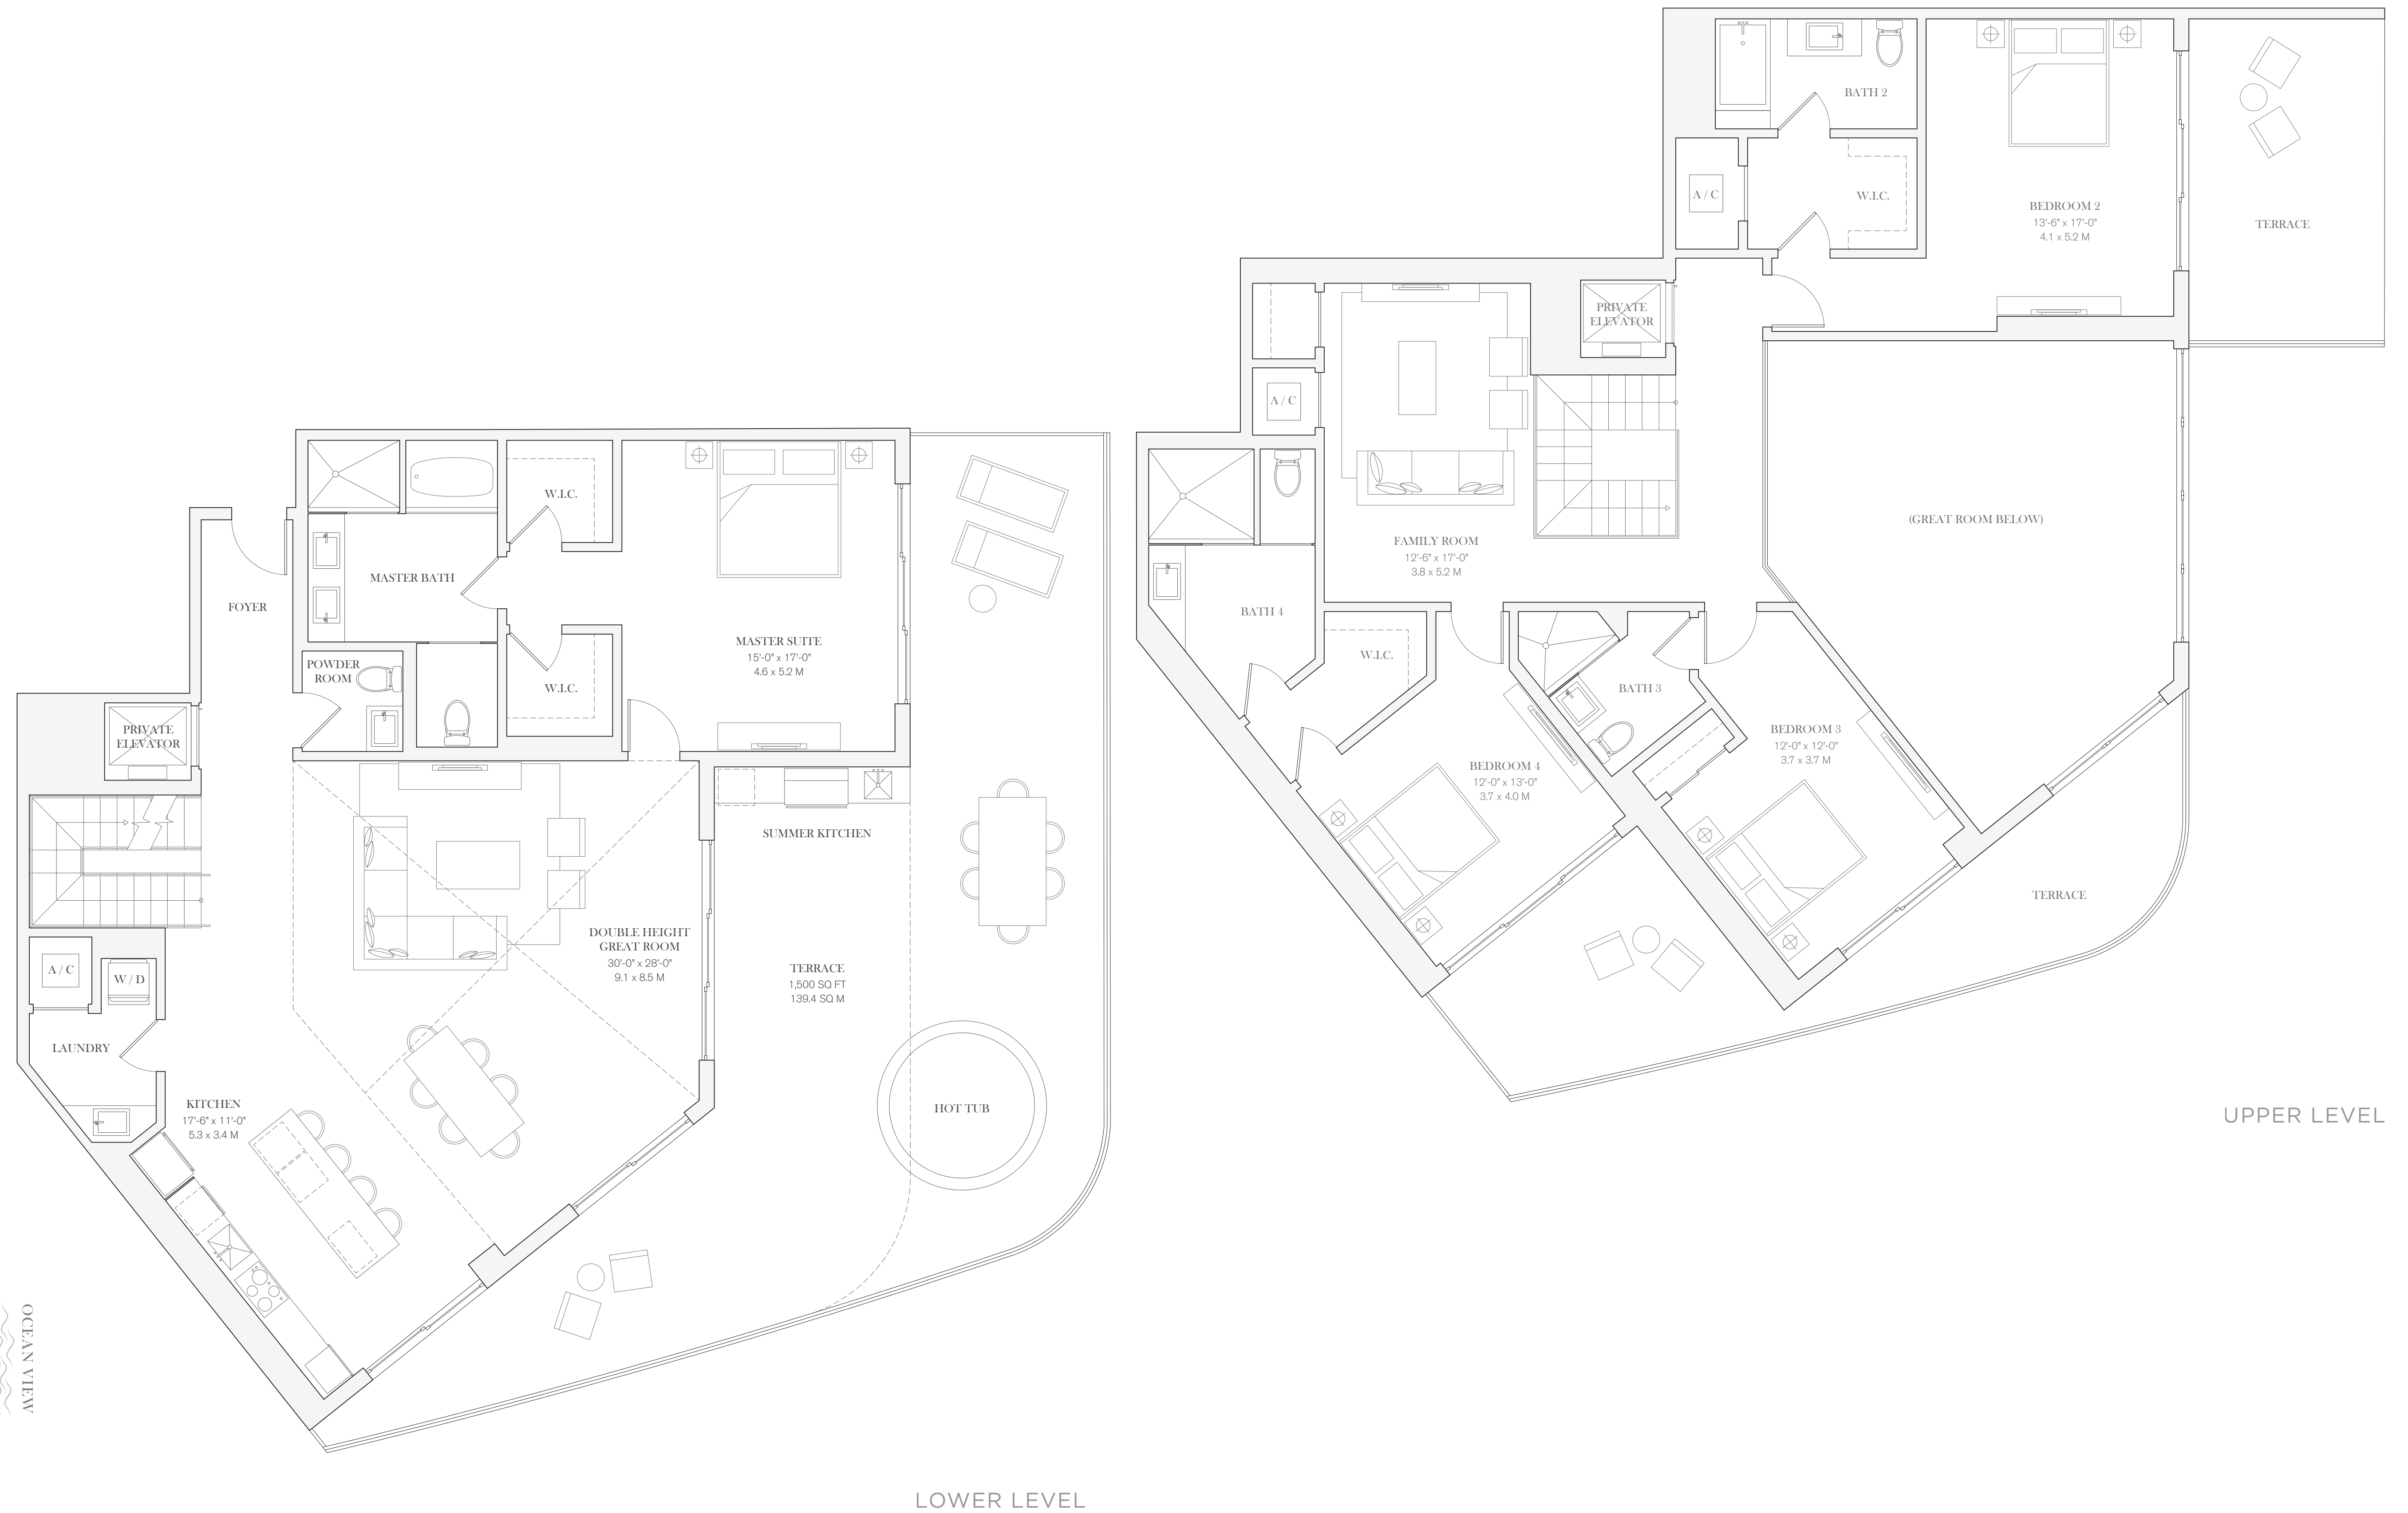 MASTER BATH
W.I.C.
W.I.C.
MASTER SUITE
15'-0" x 17'-0"
4.6 x 5.2 M
FOYER
POWDER
ROOM
PRIVATE
ELEVATOR
SUMMER KITCHEN
DOUBLE HEIGHT
GREAT ROOM
30'-0" x 28'-0"
9.1 x 8.5 M
TERRACE
1,500 SQ FT
139.4 SQ M
A / C
W / D
LAUNDRY
KITCHEN
17'-6" x 11'-0"
5.3 x 3.4 M
HOT TUB
OCEAN VIEW
LOWER LEVEL
BATH 2
A / C
W.I.C.
BEDROOM 2
13'-6" x 17'-0"
4.1 x 5.2 M
TERRACE
PRIVATE
ELEVATOR
A / C
FAMILY ROOM
12'-6" x 17'-0"
3.8 x 5.2 M
(GREAT ROOM BELOW)
BATH 4
W.I.C.
BATH 3
BEDROOM 3
12'-0" x 12'-0"
3.7 x 3.7 M
BEDROOM 4
12'-0" x 13'-0"
3.7 x 4.0 M
TERRACE
UPPER LEVEL